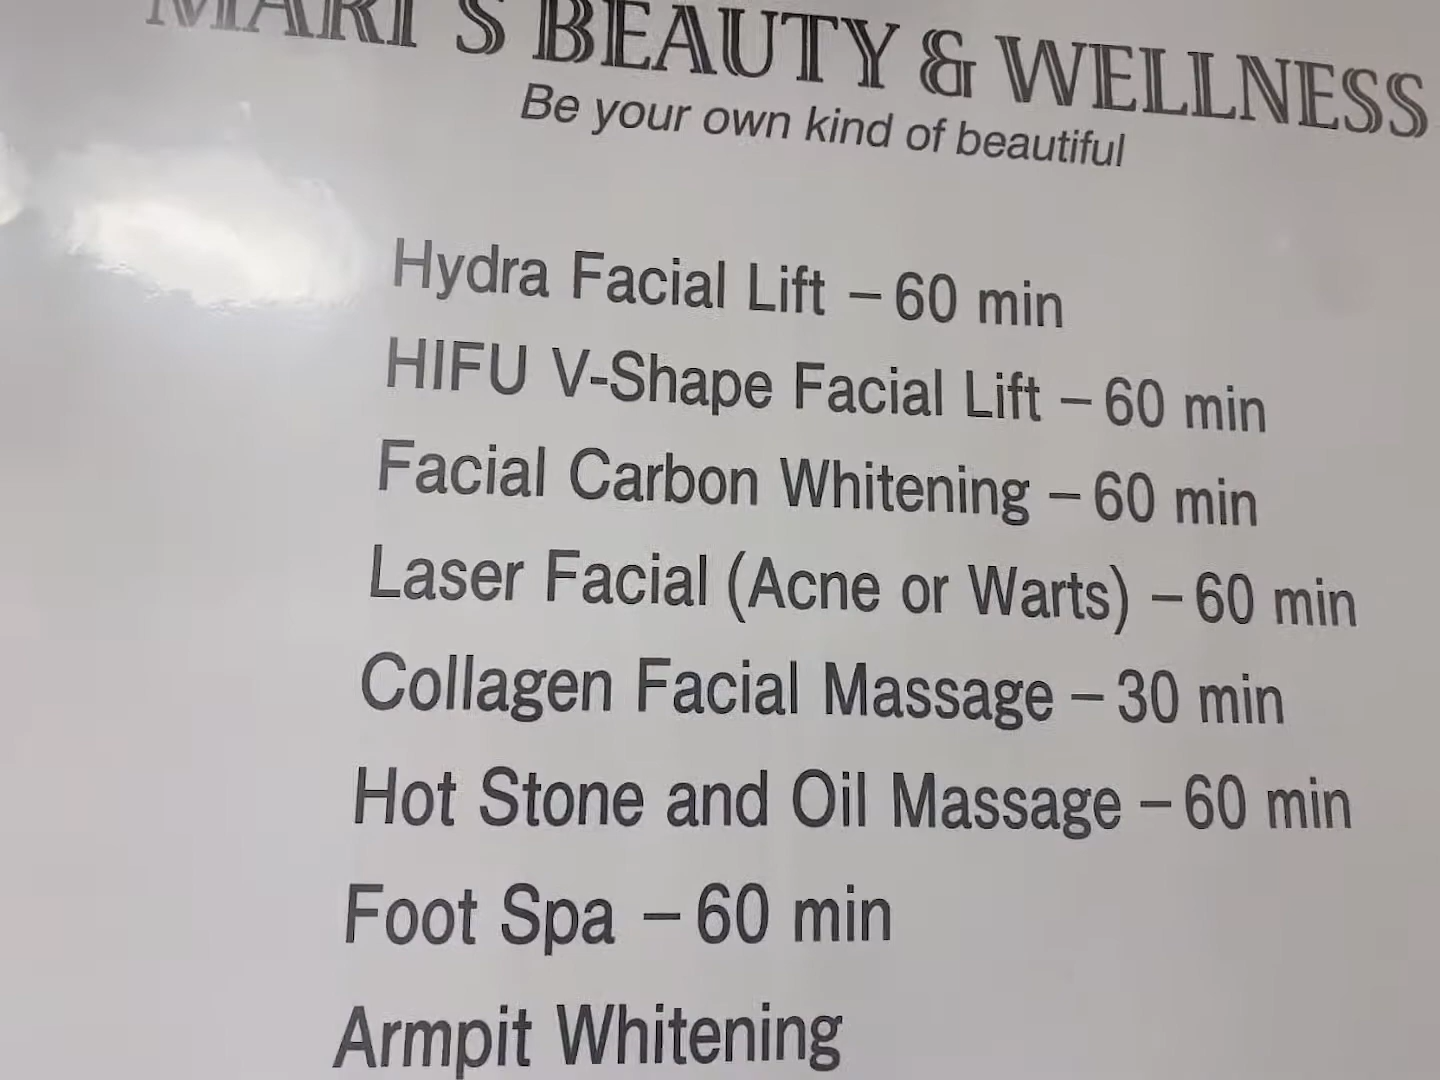 MARI'S BEAUTY & WELLNESS
Be your own kind of beautiful
Hydra Facial Lift – 60 min
HIFU V-Shape Facial Lift – 60 min
Facial Carbon Whitening – 60 min
Laser Facial (Acne or Warts) – 60 min
Collagen Facial Massage – 30 min
Hot Stone and Oil Massage – 60 min
Foot Spa – 60 min
Armpit Whitening